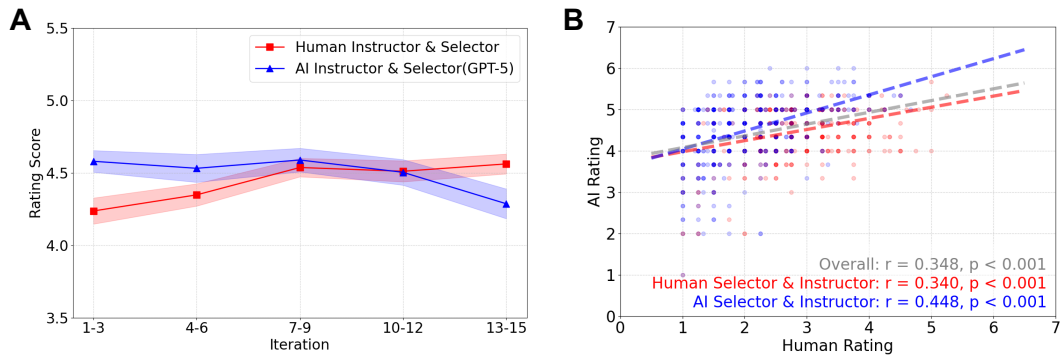 A
5.5
5.0
4.5
4.0
3.5
Rating Score
Human Instructor & Selector
AI Instructor & Selector(GPT-5)
1-3
4-6
7-9
10-12
13-15
Iteration
B
7
6
5
4
3
2
1
0
AI Rating
Overall: r = 0.348, p < 0.001
Human Selector & Instructor: r = 0.340, p < 0.001
AI Selector & Instructor: r = 0.448, p < 0.001
0
1
2
3
4
5
6
7
Human Rating